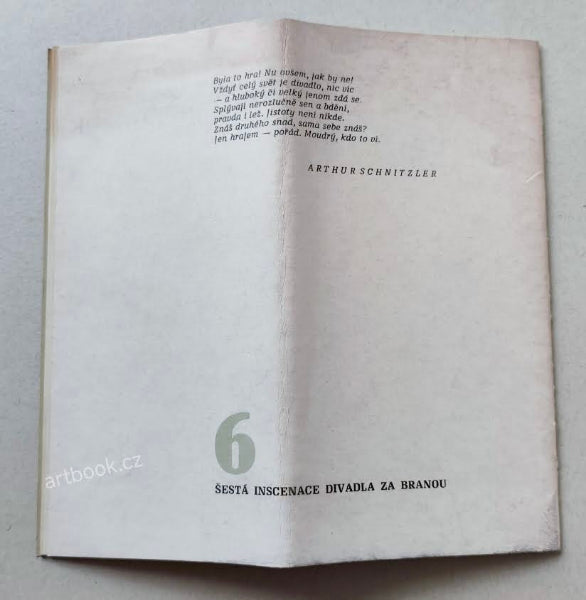 Byla to hra! Nu ovšem, jak by ne!
Vždyť celý svět je divadlo, nic víc
— a hluboký či velký jenom zdá se.
Splývají nerozlučně sen a bdění,
pravda i lež. Jistoty není nikde.
Znáš druhého snad, sama sebe znáš?
Jen hrajem — pořád. Moudrý, kdo to ví.
ARTHUR SCHNITZLER
6
artbook.cz
ŠESTÁ INSCENACE DIVADLA ZA BRANOU